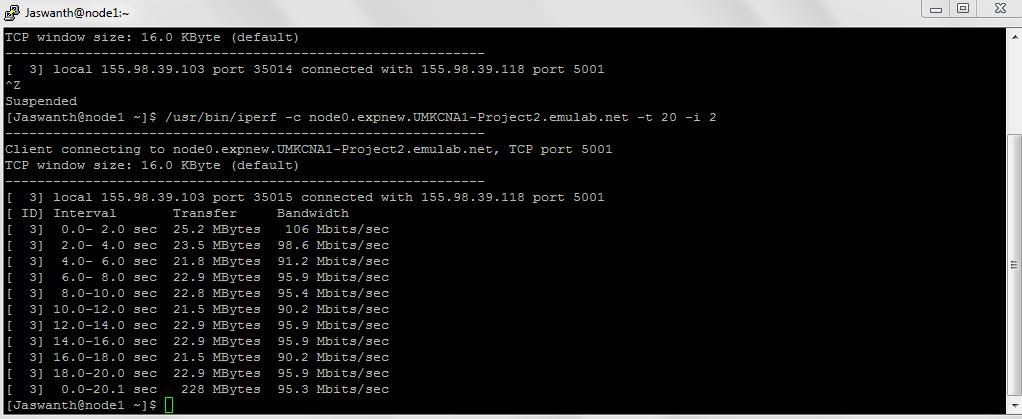 Jaswanth@node1:~
TCP window size: 16.0 KByte (default)
------------------------------------------------------------
[  3] local 155.98.39.103 port 35014 connected with 155.98.39.118 port 5001
^Z
Suspended
[Jaswanth@node1 ~]$ /usr/bin/iperf -c node0.expnew.UMKCNA1-Project2.emulab.net -t 20 -i 2
------------------------------------------------------------
Client connecting to node0.expnew.UMKCNA1-Project2.emulab.net, TCP port 5001
TCP window size: 16.0 KByte (default)
------------------------------------------------------------
[  3] local 155.98.39.103 port 35015 connected with 155.98.39.118 port 5001
[ ID] Interval       Transfer     Bandwidth
[  3]  0.0- 2.0 sec  25.2 MBytes   106 Mbits/sec
[  3]  2.0- 4.0 sec  23.5 MBytes  98.6 Mbits/sec
[  3]  4.0- 6.0 sec  21.8 MBytes  91.2 Mbits/sec
[  3]  6.0- 8.0 sec  22.9 MBytes  95.9 Mbits/sec
[  3]  8.0-10.0 sec  22.8 MBytes  95.4 Mbits/sec
[  3] 10.0-12.0 sec  21.5 MBytes  90.2 Mbits/sec
[  3] 12.0-14.0 sec  22.9 MBytes  95.9 Mbits/sec
[  3] 14.0-16.0 sec  22.9 MBytes  95.9 Mbits/sec
[  3] 16.0-18.0 sec  21.5 MBytes  90.2 Mbits/sec
[  3] 18.0-20.0 sec  22.9 MBytes  95.9 Mbits/sec
[  3]  0.0-20.1 sec   228 MBytes  95.3 Mbits/sec
[Jaswanth@node1 ~]$